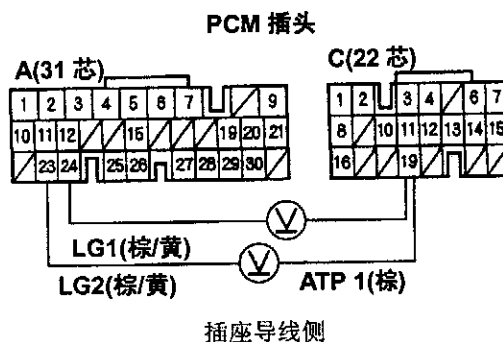 PCM 插头
A(31 芯) C(22 芯)
1 2 3 4 5 6 7 9 1 2 3 4 6 7
10 11 12 15 19 20 21 8 10 11 12 13 14 15
23 24 25 26 27 28 29 30 16 19
V
LG1(棕/黄) V
LG2(棕/黄) ATP 1(棕)
插座导线侧